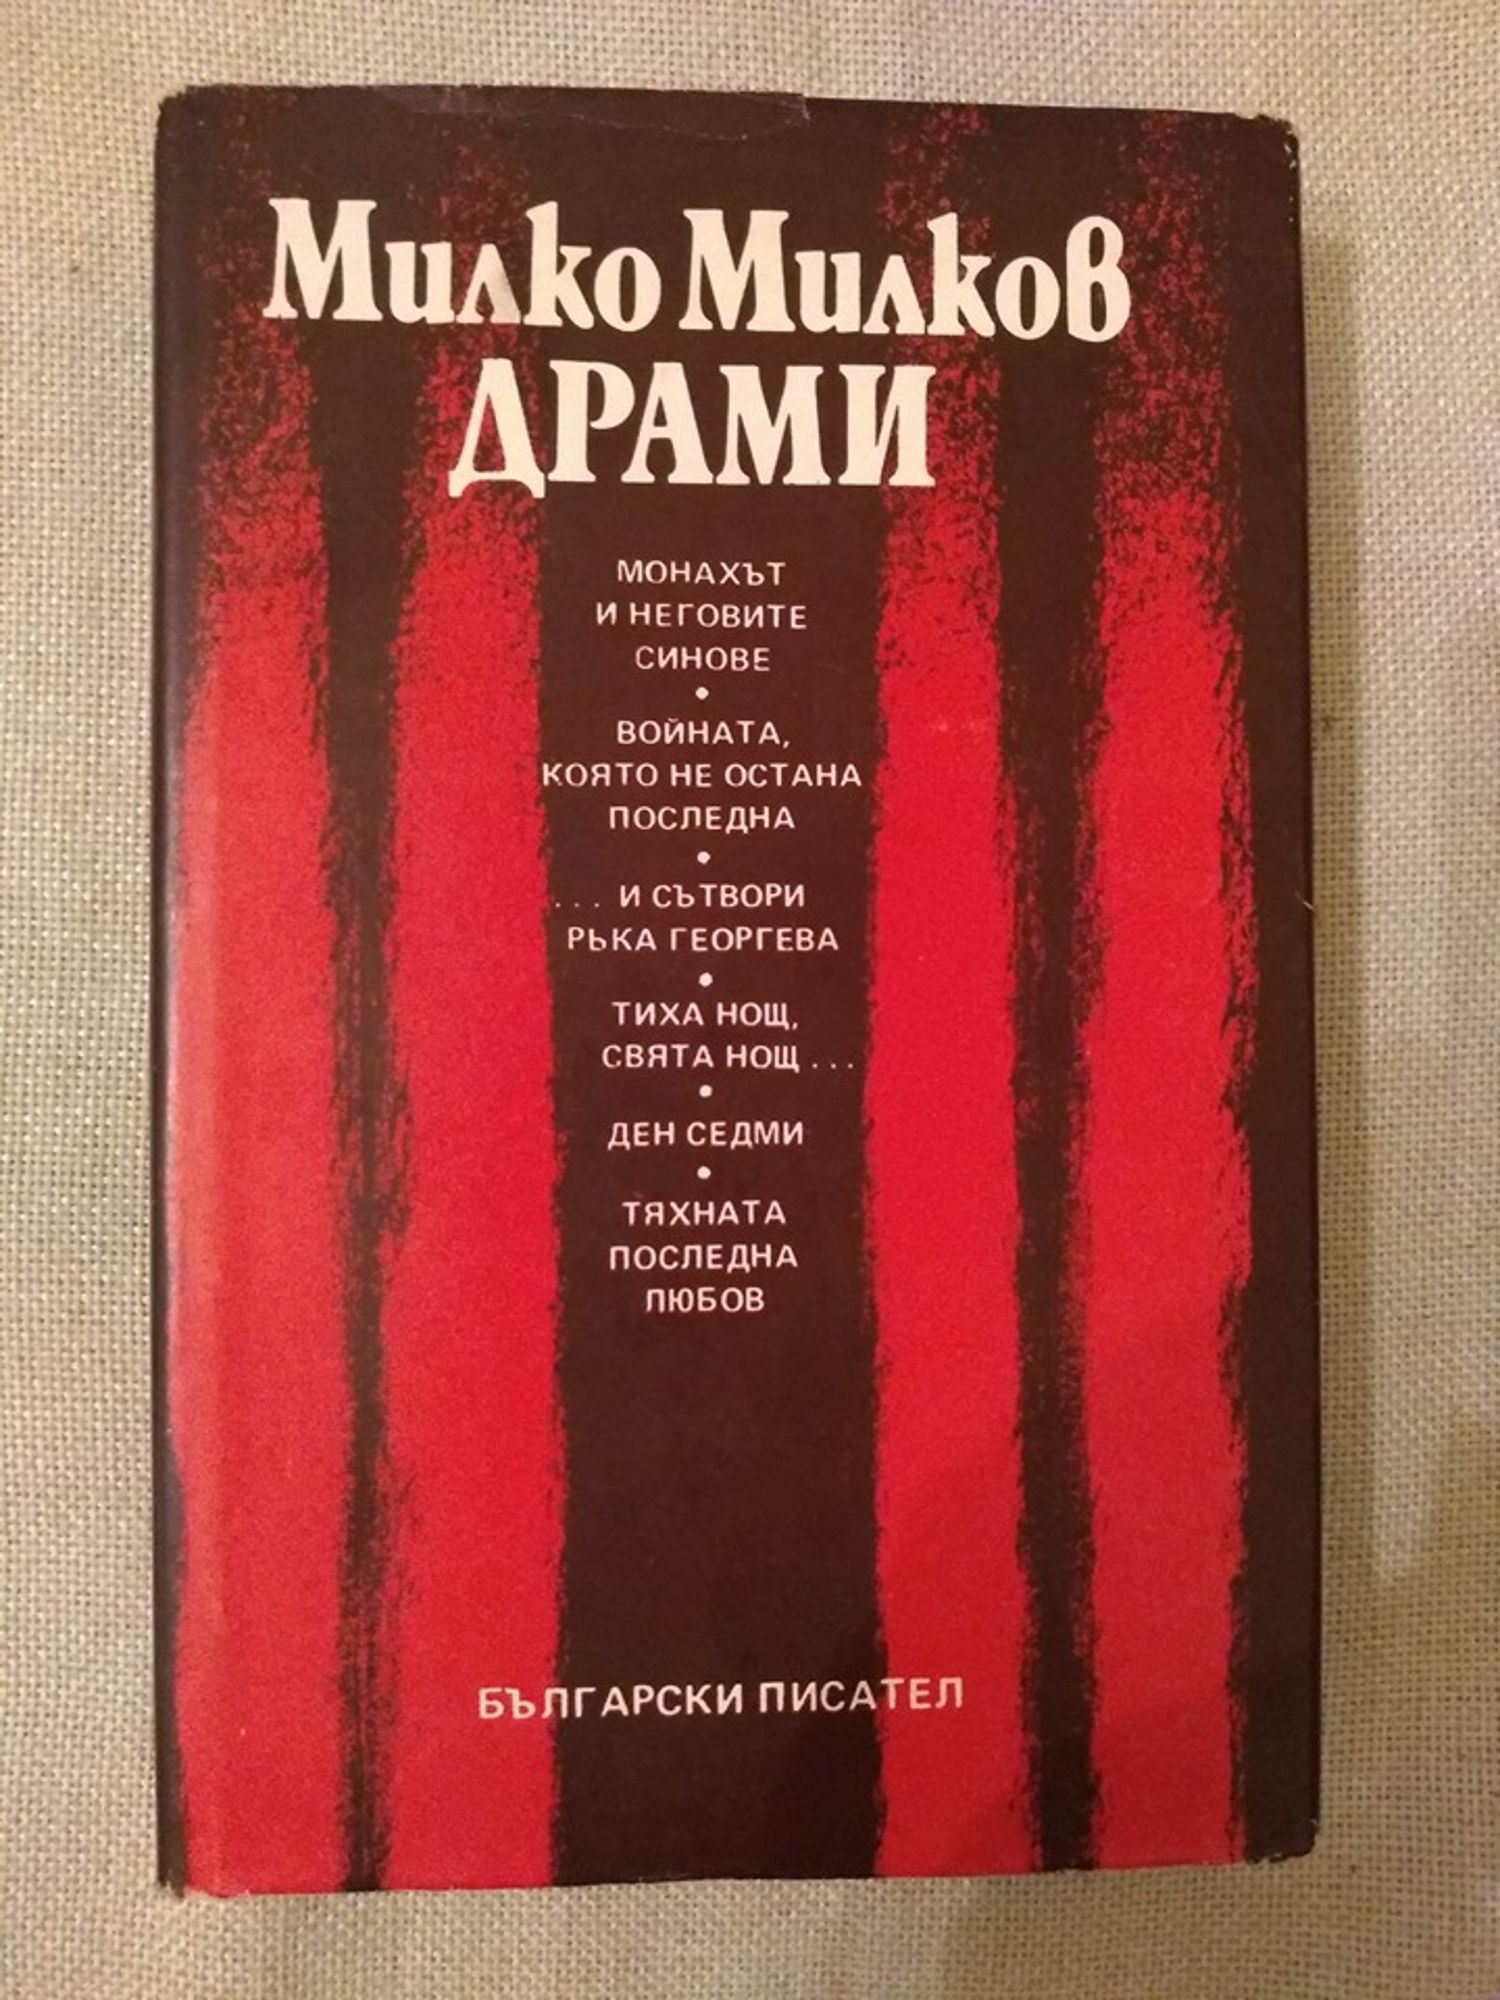 Милко Милков
ДРАМИ
МОНАХЪТ
И НЕГОВИТЕ
СИНОВЕ
•
ВОЙНАТА,
КОЯТО НЕ ОСТАНА
ПОСЛЕДНА
•
... И СЪТВОРИ
РЪКА ГЕОРГЕВА
•
ТИХА НОЩ,
СВЯТА НОЩ ...
•
ДЕН СЕДМИ
•
ТЯХНАТА
ПОСЛЕДНА
ЛЮБОВ
БЪЛГАРСКИ ПИСАТЕЛ